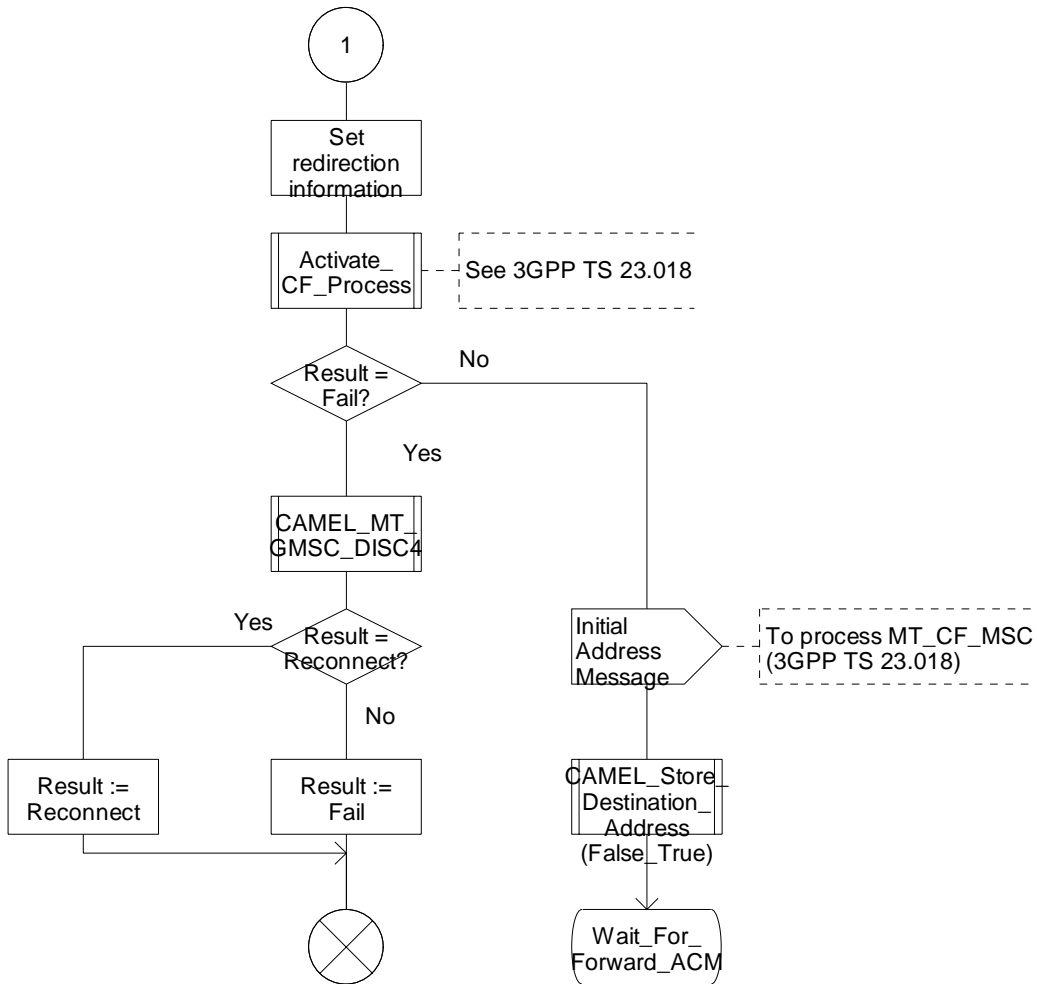 1
Set
redirection
information
Activate_
CF_Process
See 3GPP TS 23.018
Result =
Fail?
No
Yes
CAMEL_MT_
GMSC_DISC4
Yes
Result =
Reconnect?
No
Initial
Address
Message
To process MT_CF_MSC
(3GPP TS 23.018)
Result :=
Reconnect
Result :=
Fail
CAMEL_Store_
Destination_
Address
(False_True)
Wait_For_
Forward_ACM